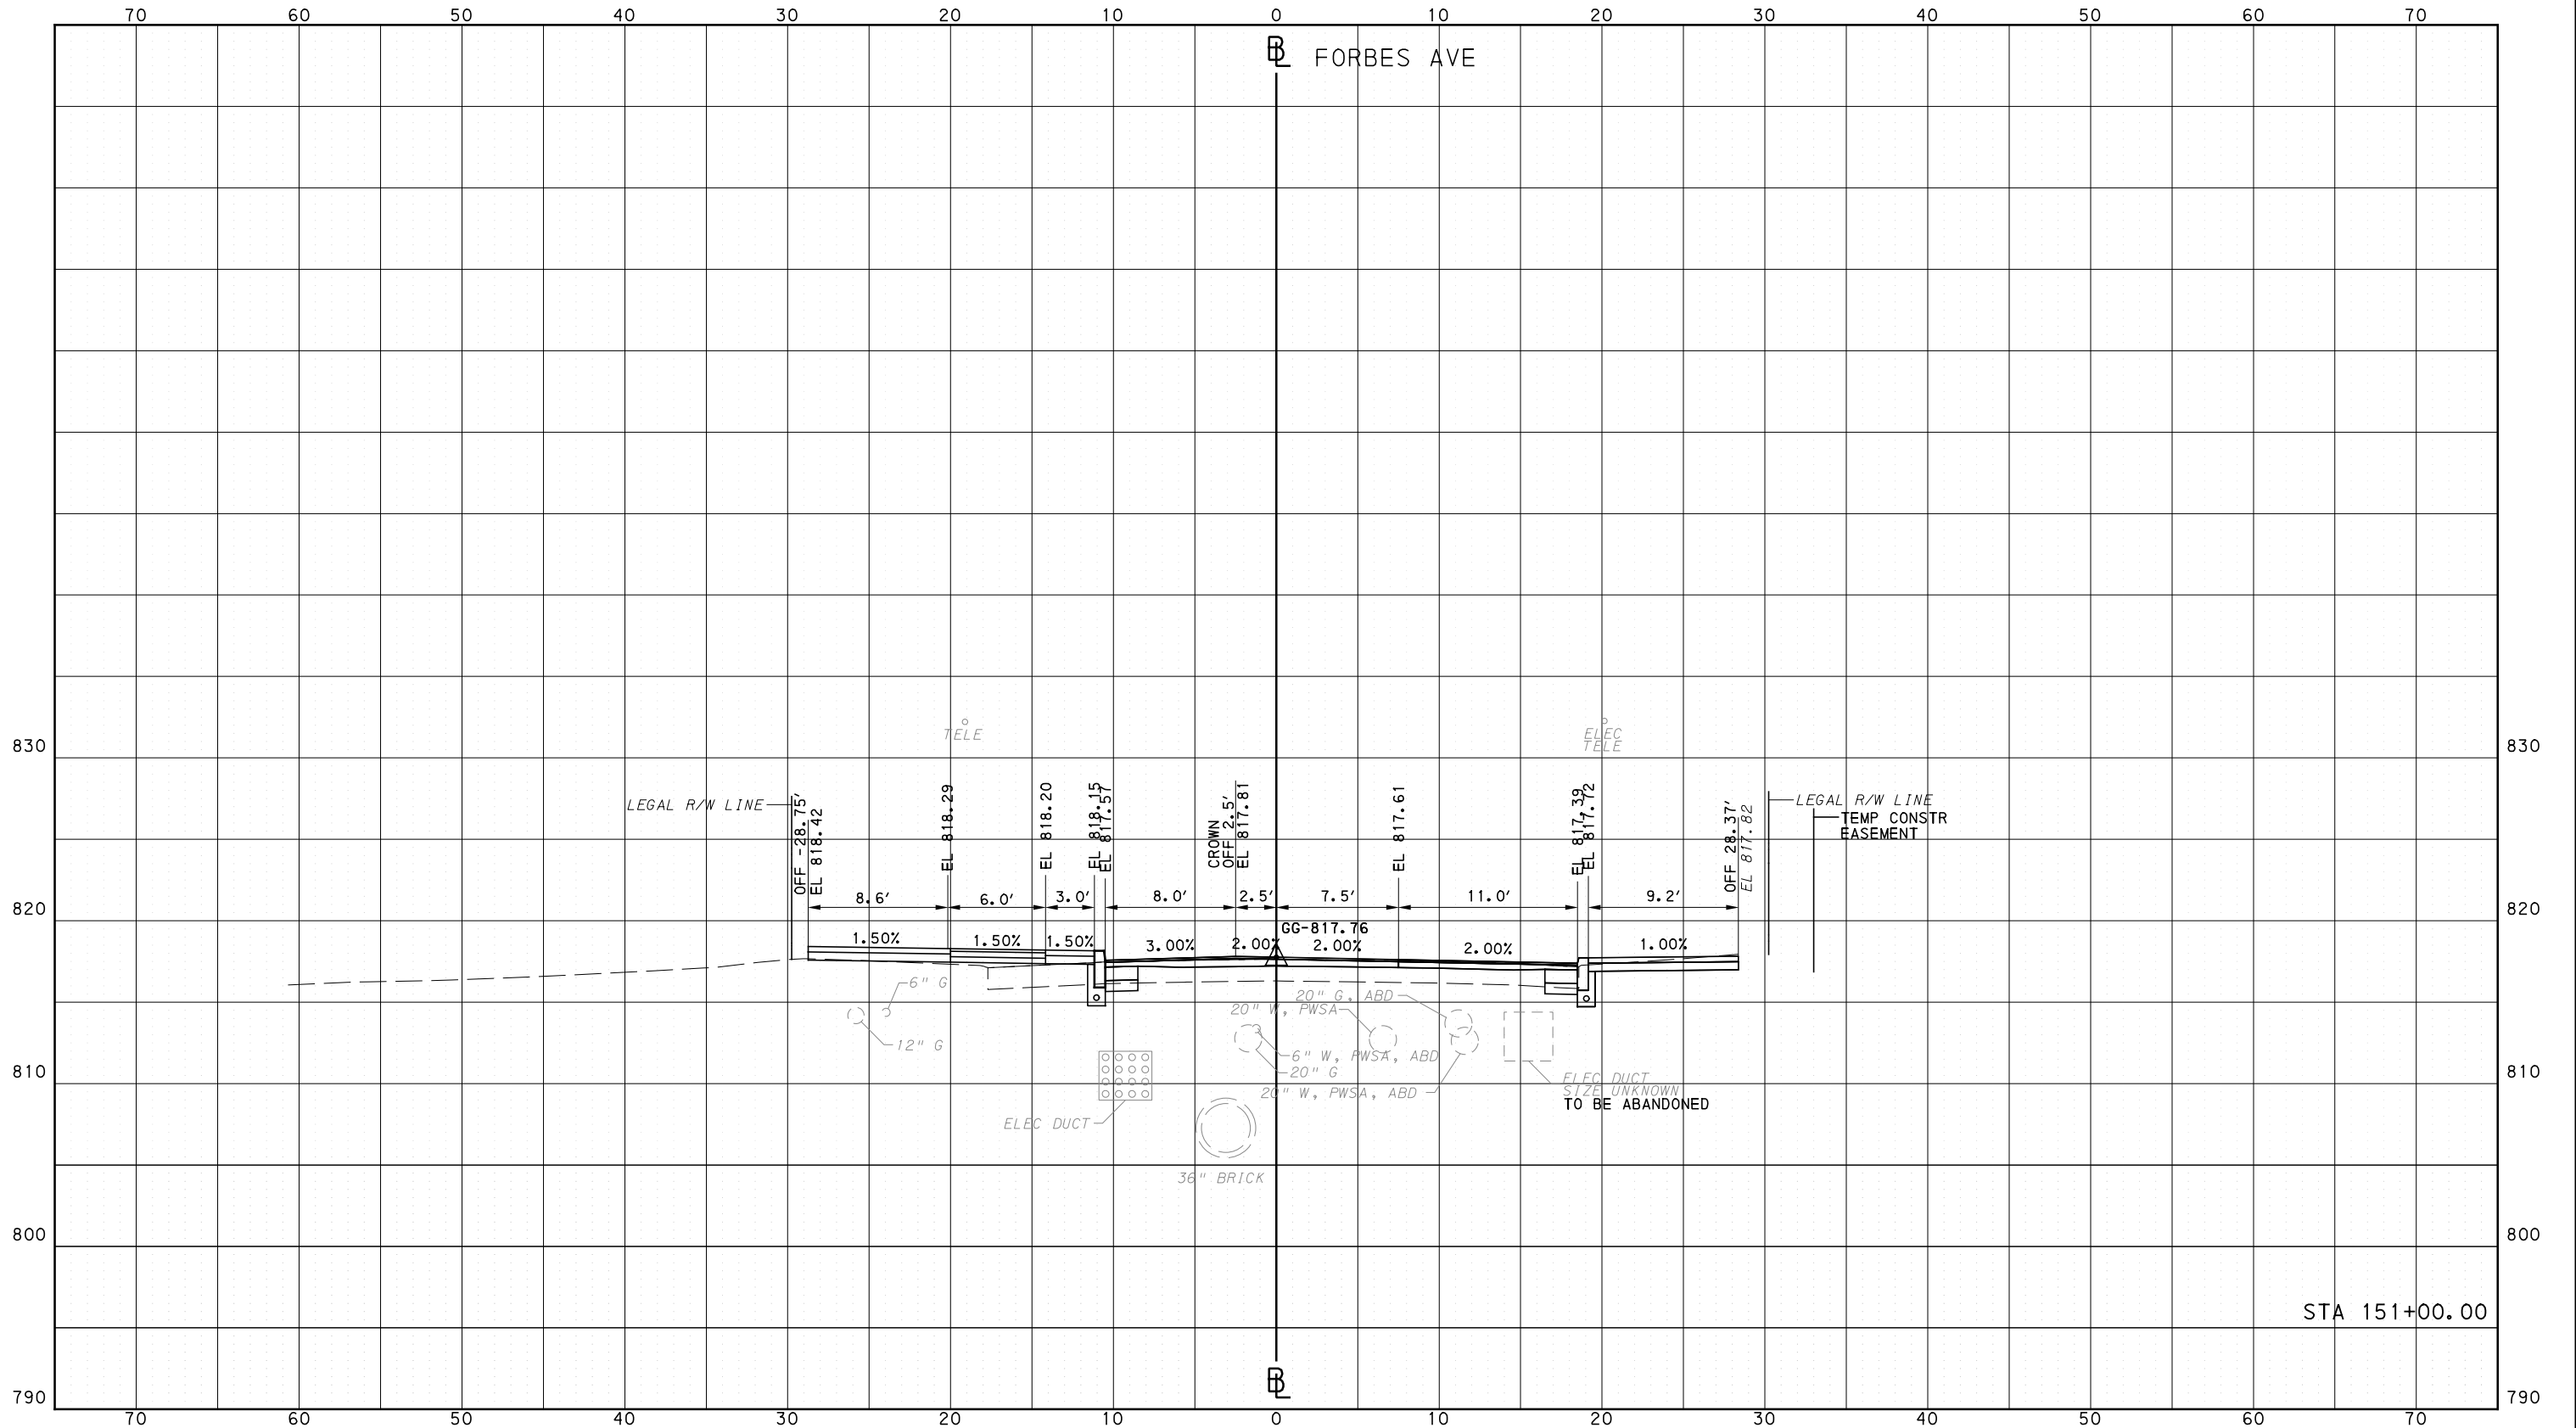 70 60 50 40 30 20 10 0 10 20 30 40 50 60 70
BL FORBES AVE
TELE
ELEC
TELE
830 830
LEGAL R/W LINE
OFF -28.75'
EL 818.42
EL 818.29
EL 818.20
EL 818.15
EL 817.57
CROWN
OFF 2.5'
EL 817.81
EL 817.61
EL 817.39
EL 817.72
OFF 28.37'
EL 817.82
LEGAL R/W LINE
TEMP CONSTR
EASEMENT
820 820
8.6' 6.0' 3.0' 8.0' 2.5' 7.5' 11.0' 9.2'
GG-817.76
1.50% 1.50% 1.50% 3.00% 2.00% 2.00% 2.00% 1.00%
6" G
12" G
20" G, ABD
20" W, PWSA
6" W, PWSA, ABD
20" G
20" W, PWSA, ABD
810 810
ELEC DUCT
SIZE UNKNOWN
TO BE ABANDONED
ELEC DUCT
36" BRICK
800 800
STA 151+00.00
BL
790 790
70 60 50 40 30 20 10 0 10 20 30 40 50 60 70